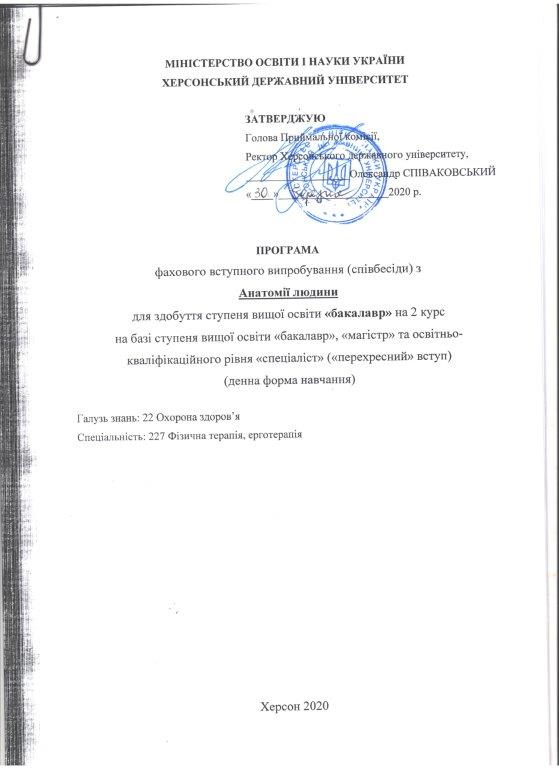 МІНІСТЕРСТВО ОСВІТИ І НАУКИ УКРАЇНИ
ХЕРСОНСЬКИЙ ДЕРЖАВНИЙ УНІВЕРСИТЕТ
ЗАТВЕРДЖУЮ
Голова Приймальної комісії,
Ректор Херсонського державного університету,
Олександр СПІВАКОВСЬКИЙ
« 30 » 2020 р.
ПРОГРАМА
фахового вступного випробування (співбесіди) з
Анатомії людини
для здобуття ступеня вищої освіти «бакалавр» на 2 курс
на базі ступеня вищої освіти «бакалавр», «магістр» та освітньо-
кваліфікаційного рівня «спеціаліст» («перехресний» вступ)
(денна форма навчання)
Галузь знань: 22 Охорона здоров’я
Спеціальність: 227 Фізична терапія, ерготерапія
Херсон 2020